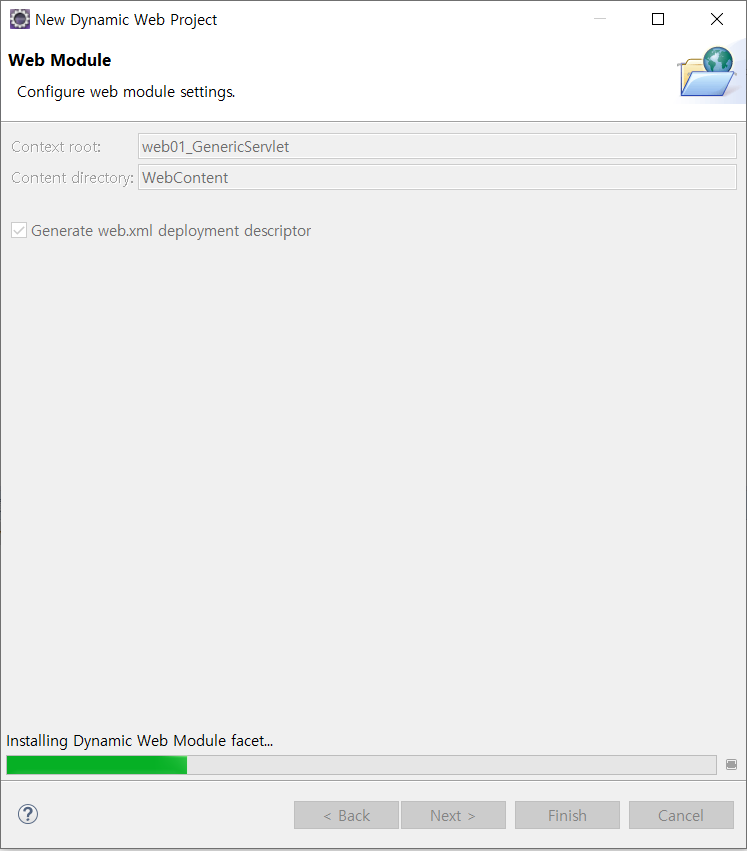 New Dynamic Web Project
Web Module
Configure web module settings.
Context root: web01_GenericServlet
Content directory: WebContent
Generate web.xml deployment descriptor
Installing Dynamic Web Module facet...
?
< Back Next > Finish Cancel